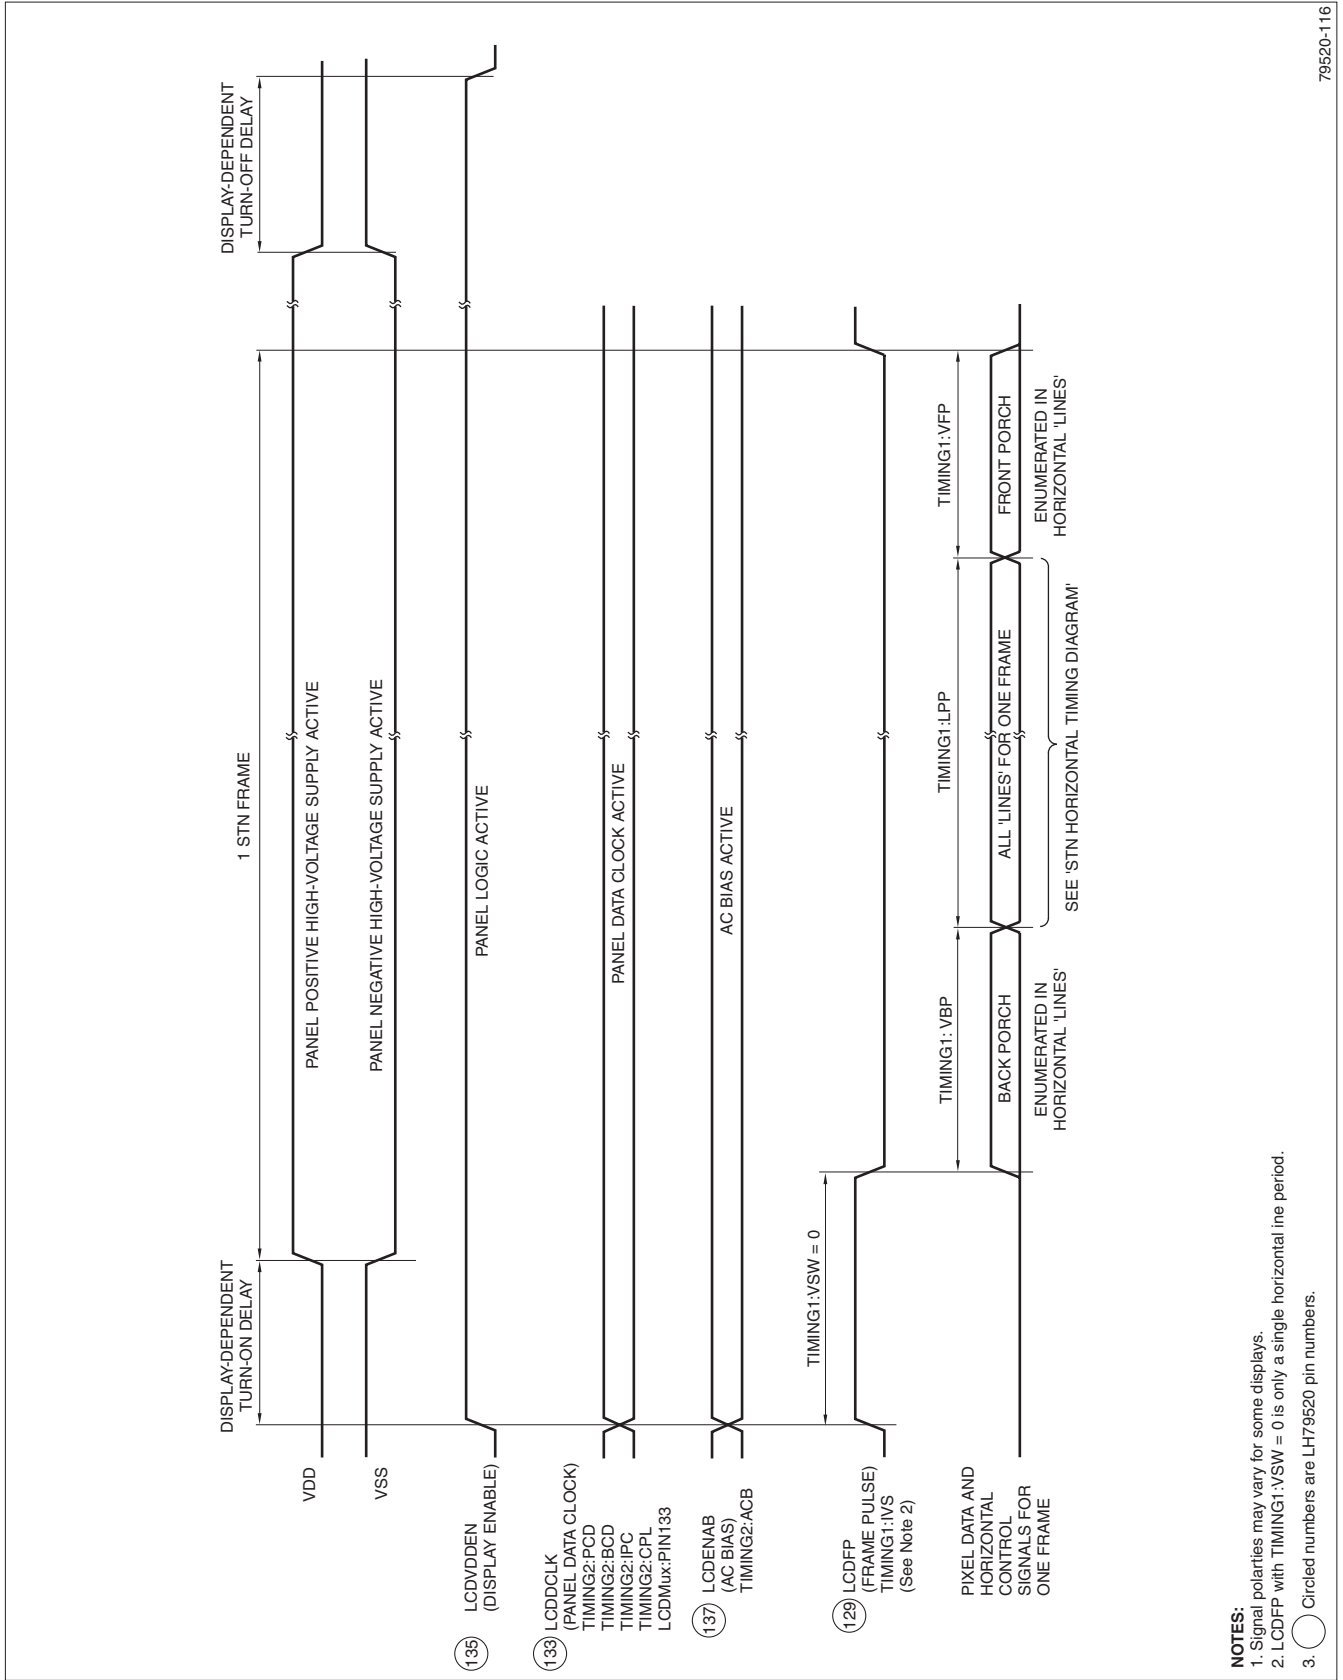 DISPLAY-DEPENDENT
TURN-ON DELAY
1 STN FRAME
DISPLAY-DEPENDENT
TURN-OFF DELAY
VDD
PANEL POSITIVE HIGH-VOLTAGE SUPPLY ACTIVE
VSS
PANEL NEGATIVE HIGH-VOLTAGE SUPPLY ACTIVE
135
LCDVDDEN
(DISPLAY ENABLE)
PANEL LOGIC ACTIVE
133
LCDDCLK
(PANEL DATA CLOCK)
TIMING2:PCD
TIMING2:BCD
TIMING2:IPC
TIMING2:CPL
LCDMux:PIN133
PANEL DATA CLOCK ACTIVE
137
LCDENAB
(AC BIAS)
TIMING2:ACB
AC BIAS ACTIVE
TIMING1:VSW = 0
129
LCDFP
(FRAME PULSE)
TIMING1:IVS
(See Note 2)
TIMING1: VBP
TIMING1:LPP
TIMING1:VFP
PIXEL DATA AND
HORIZONTAL
CONTROL
SIGNALS FOR
ONE FRAME
BACK PORCH
ALL 'LINES' FOR ONE FRAME
FRONT PORCH
ENUMERATED IN
HORIZONTAL 'LINES'
SEE 'STN HORIZONTAL TIMING DIAGRAM'
ENUMERATED IN
HORIZONTAL 'LINES'
NOTES:
1. Signal polarties may vary for some displays.
2. LCDFP with TIMING1:VSW = 0 is only a single horizontal ine period.
3. Circled numbers are LH79520 pin numbers.
79520-116